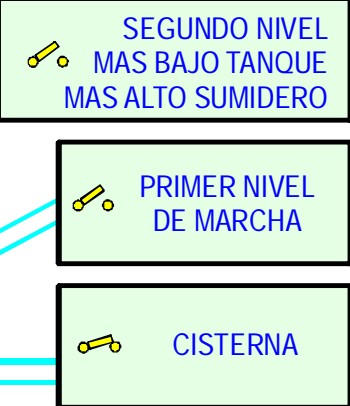 SEGUNDO NIVEL
MAS BAJO TANQUE
MAS ALTO SUMIDERO
PRIMER NIVEL
DE MARCHA
CISTERNA